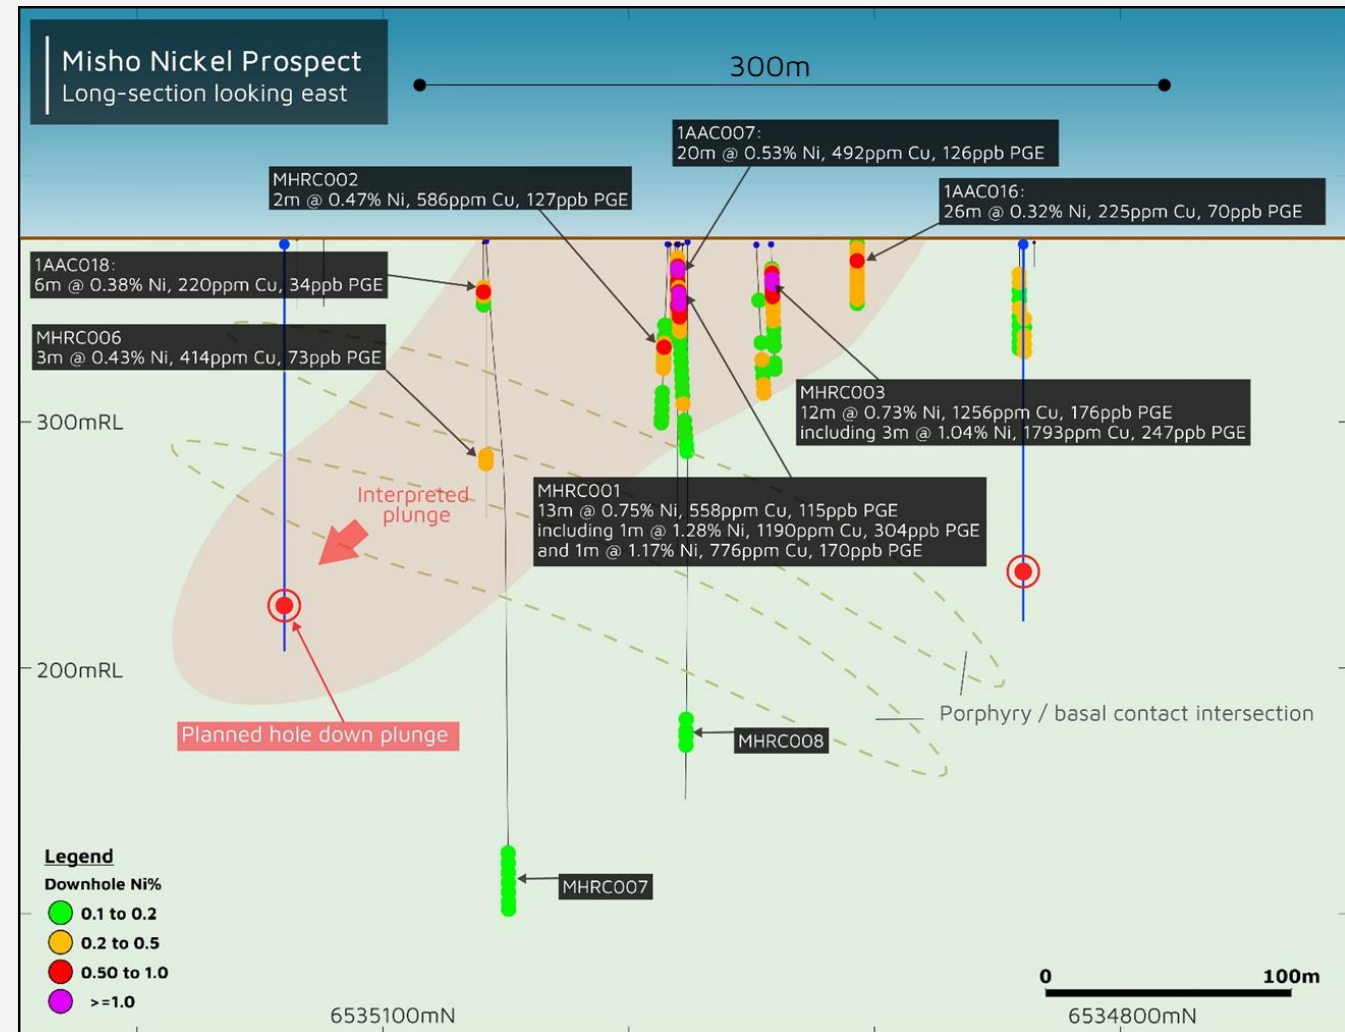 Misho Nickel Prospect
Long-section looking east
300m
1AAC007:
20m @ 0.53% Ni, 492ppm Cu, 126ppb PGE
MHRC002
2m @ 0.47% Ni, 586ppm Cu, 127ppb PGE
1AAC016:
26m @ 0.32% Ni, 225ppm Cu, 70ppb PGE
1AAC018:
6m @ 0.38% Ni, 220ppm Cu, 34ppb PGE
MHRC006
3m @ 0.43% Ni, 414ppm Cu, 73ppb PGE
MHRC003
12m @ 0.73% Ni, 1256ppm Cu, 176ppb PGE
including 3m @ 1.04% Ni, 1793ppm Cu, 247ppb PGE
300mRL
MHRC001
13m @ 0.75% Ni, 558ppm Cu, 115ppb PGE
including 1m @ 1.28% Ni, 1190ppm Cu, 304ppb PGE
and 1m @ 1.17% Ni, 776ppm Cu, 170ppb PGE
Interpreted
plunge
200mRL
Planned hole down plunge
Porphyry / basal contact intersection
MHRC008
MHRC007
Legend
Downhole Ni%
0.1 to 0.2
0.2 to 0.5
0.50 to 1.0
>=1.0
0 100m
6535100mN
6534800mN